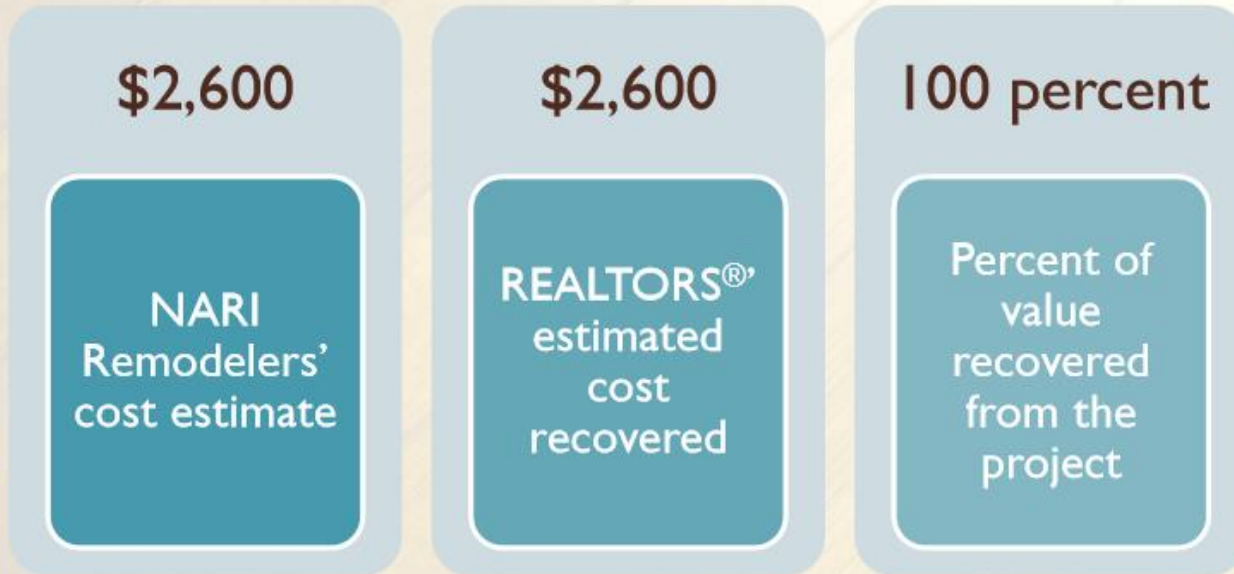 $2,600
NARI
Remodelers’
cost estimate
$2,600
REALTORS®’
estimated
cost
recovered
100 percent
Percent of
value
recovered
from the
project